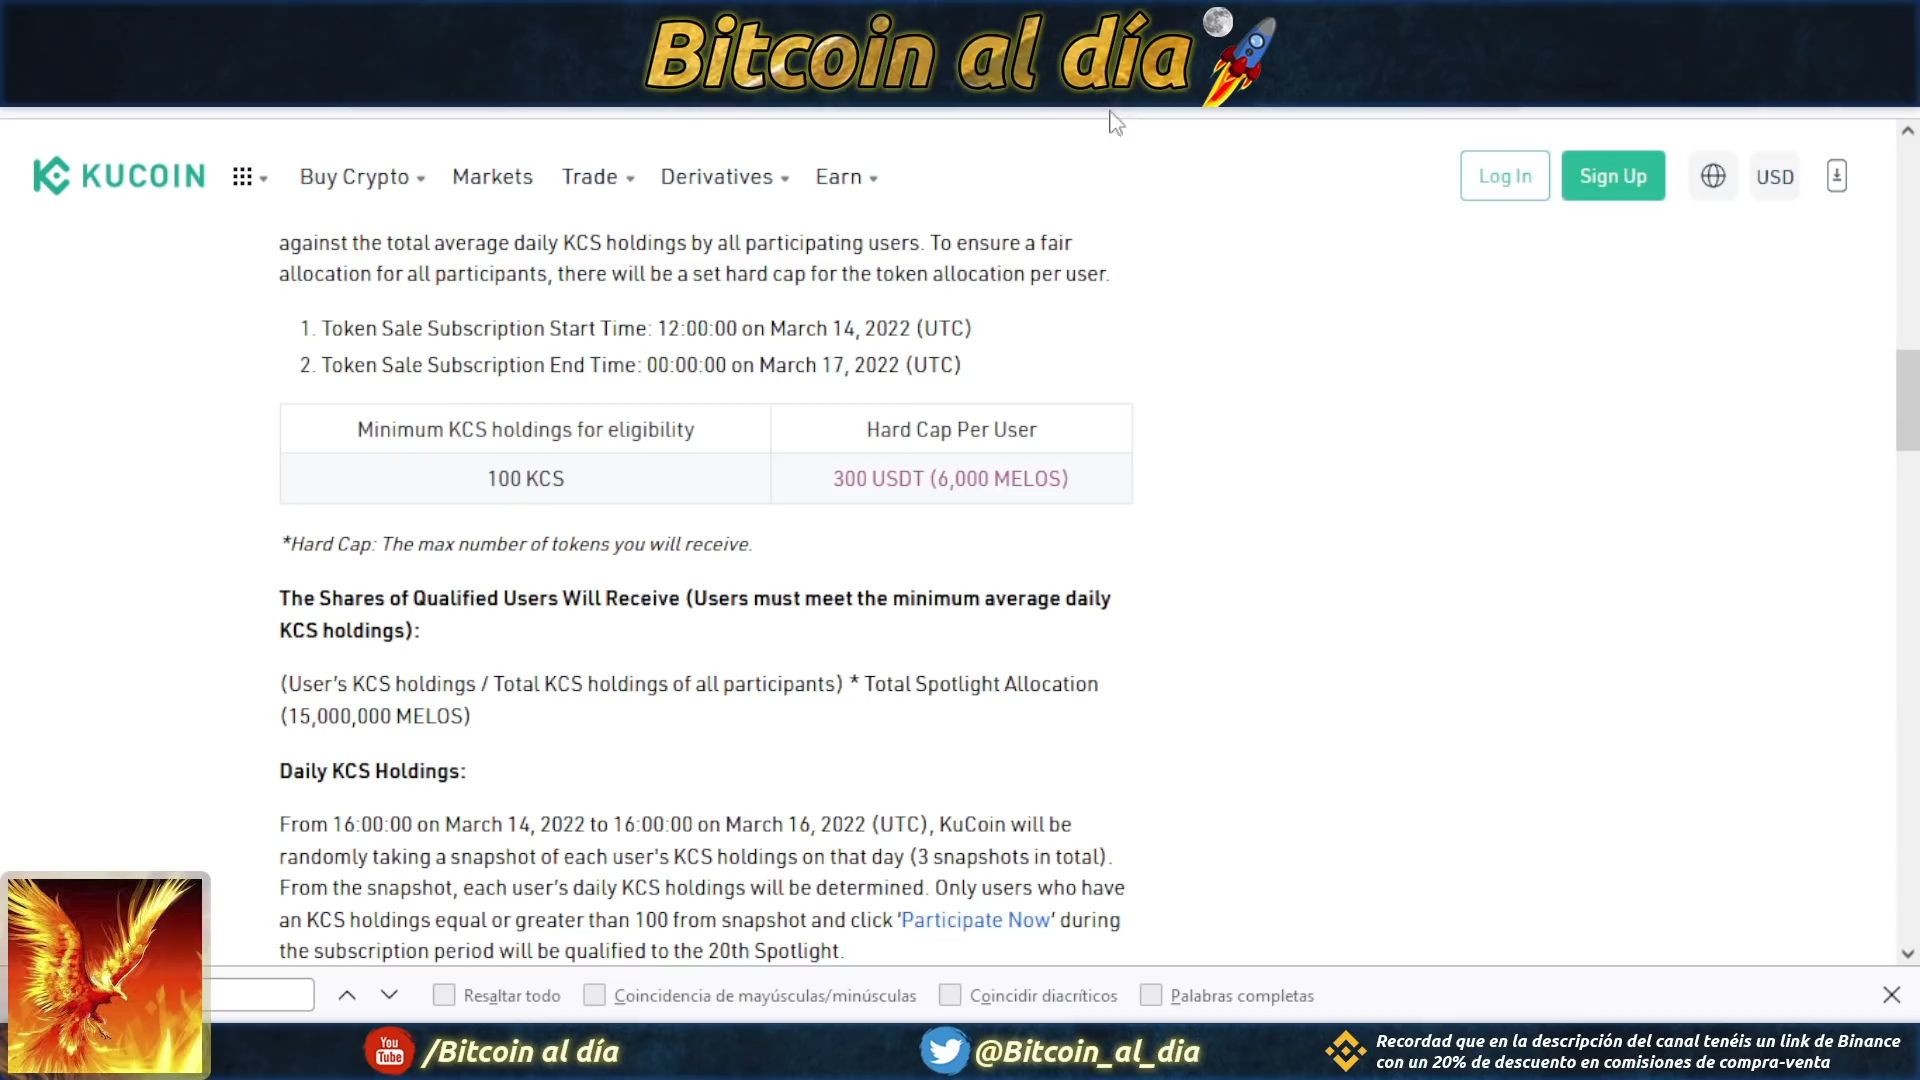 Bitcoin al día
KUCOIN
Buy Crypto
Markets
Trade
Derivatives
Earn
Log In
Sign Up
USD
against the total average daily KCS holdings by all participating users. To ensure a fair
allocation for all participants, there will be a set hard cap for the token allocation per user.
1. Token Sale Subscription Start Time: 12:00:00 on March 14, 2022 (UTC)
2. Token Sale Subscription End Time: 00:00:00 on March 17, 2022 (UTC)
Minimum KCS holdings for eligibility
Hard Cap Per User
100 KCS
300 USDT (6,000 MELOS)
*Hard Cap: The max number of tokens you will receive.
The Shares of Qualified Users Will Receive (Users must meet the minimum average daily
KCS holdings):
(User’s KCS holdings / Total KCS holdings of all participants) * Total Spotlight Allocation
(15,000,000 MELOS)
Daily KCS Holdings:
From 16:00:00 on March 14, 2022 to 16:00:00 on March 16, 2022 (UTC), KuCoin will be
randomly taking a snapshot of each user's KCS holdings on that day (3 snapshots in total).
From the snapshot, each user’s daily KCS holdings will be determined. Only users who have
an KCS holdings equal or greater than 100 from snapshot and click ‘Participate Now’ during
the subscription period will be qualified to the 20th Spotlight.
Resaltar todo
Coincidencia de mayúsculas/minúsculas
Coincidir diacríticos
Palabras completas
You
Tube
/Bitcoin al día
@Bitcoin_al_dia
Recordad que en la descripción del canal tenéis un link de Binance
con un 20% de descuento en comisiones de compra-venta